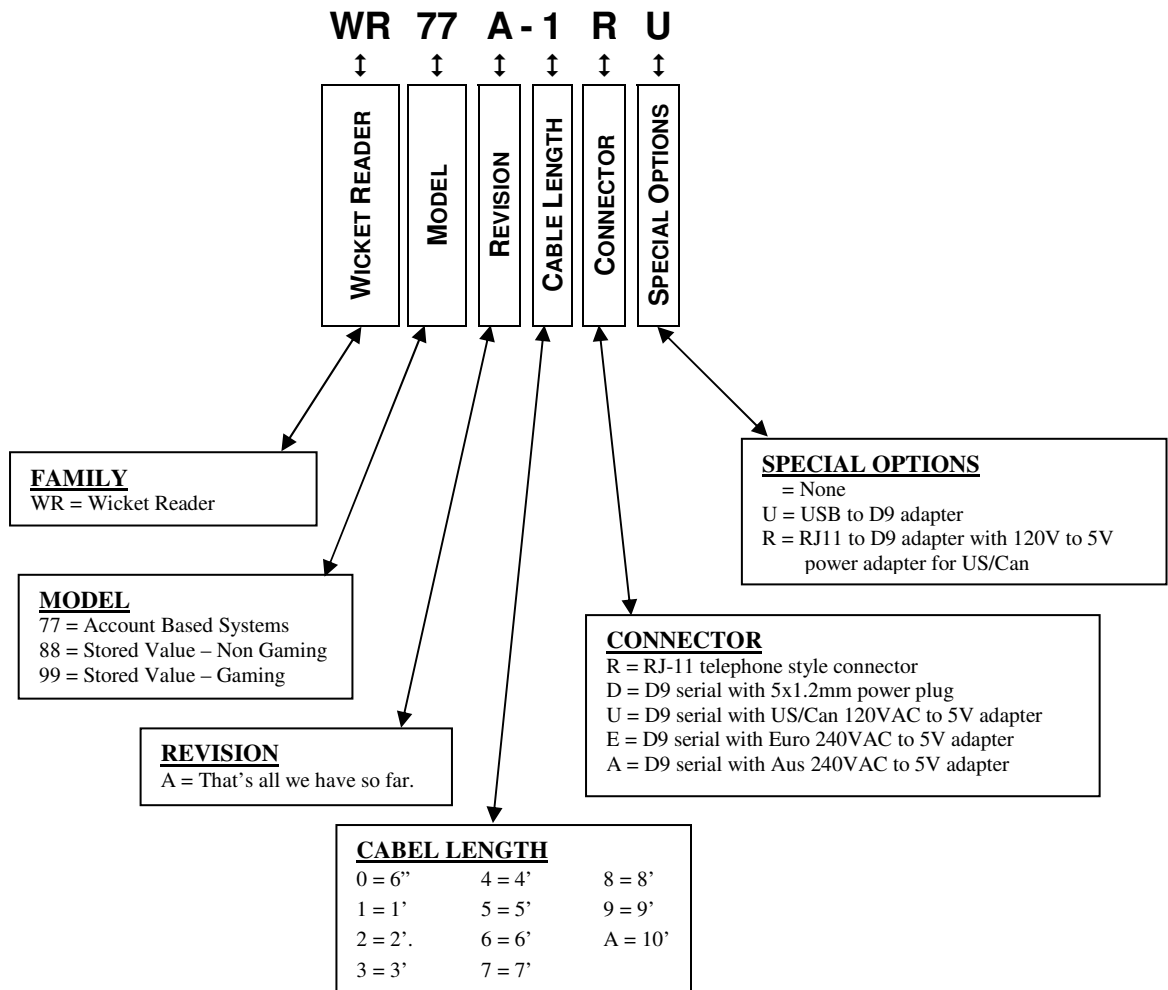 WR 77 A - 1 R U
WICKET READER
MODEL
REVISION
CABLE LENGTH
CONNECTOR
SPECIAL OPTIONS
FAMILY
WR = Wicket Reader
MODEL
77 = Account Based Systems
88 = Stored Value – Non Gaming
99 = Stored Value – Gaming
REVISION
A = That's all we have so far.
CABEL LENGTH
0 = 6” 4 = 4’ 8 = 8’
1 = 1’ 5 = 5’ 9 = 9’
2 = 2’. 6 = 6’ A = 10’
3 = 3’ 7 = 7’
CONNECTOR
R = RJ-11 telephone style connector
D = D9 serial with 5x1.2mm power plug
U = D9 serial with US/Can 120VAC to 5V adapter
E = D9 serial with Euro 240VAC to 5V adapter
A = D9 serial with Aus 240VAC to 5V adapter
SPECIAL OPTIONS
= None
U = USB to D9 adapter
R = RJ11 to D9 adapter with 120V to 5V
power adapter for US/Can